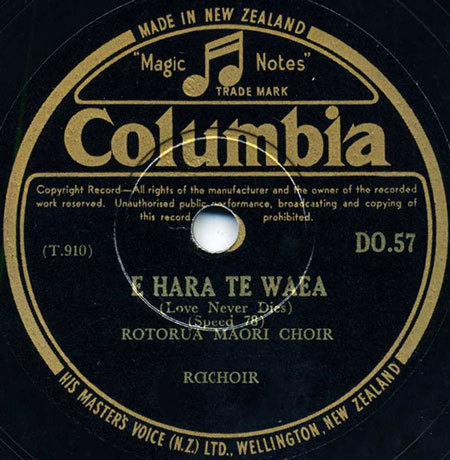 MADE IN NEW ZEALAND
"Magic Notes"
TRADE MARK
Columbia
Copyright Record—All rights of the manufacturer and the owner of the recorded
work reserved. Unauthorised public performance, broadcasting and copying of
this record prohibited.
(T.910)
DO.57
E HARA TE WAEA
(Love Never Dies)
(Speed 78)
ROTORUA MAORI CHOIR
HIS MASTER'S VOICE (N.Z.) LTD., WELLINGTON, NEW ZEALAND